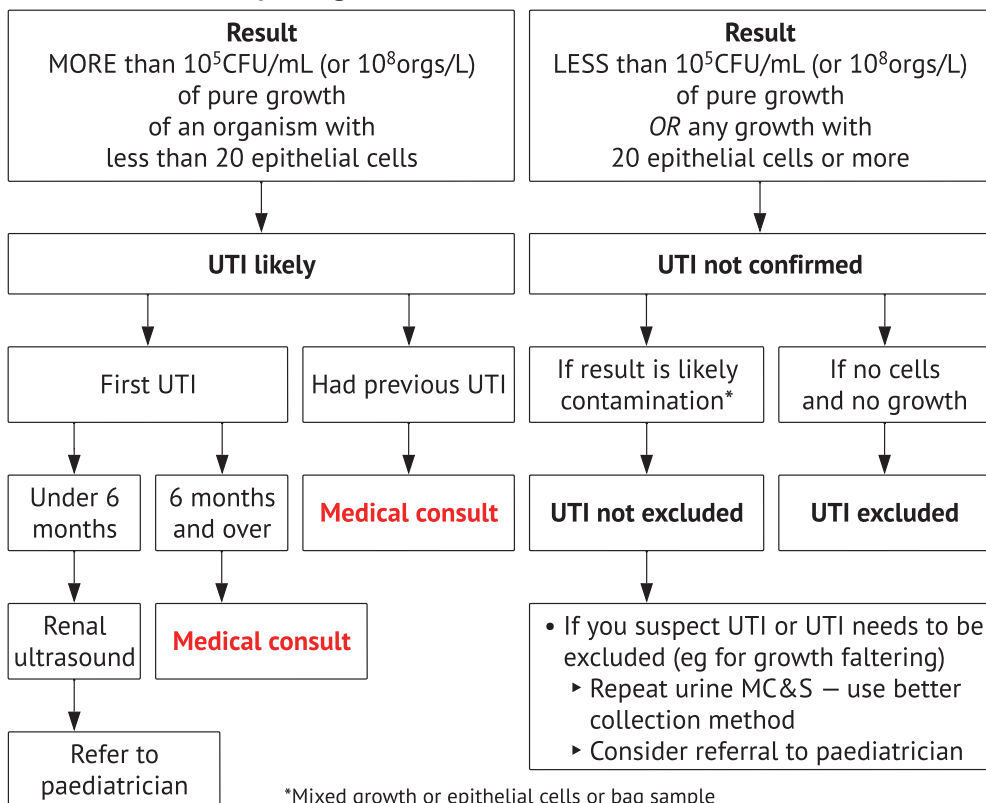 Result
MORE than 10⁵CFU/mL (or 10⁸orgs/L)
of pure growth
of an organism with
less than 20 epithelial cells
Result
LESS than 10⁵CFU/mL (or 10⁸orgs/L)
of pure growth
OR any growth with
20 epithelial cells or more
UTI likely
UTI not confirmed
First UTI
Had previous UTI
If result is likely
contamination*
If no cells
and no growth
Under 6
months
6 months
and over
Medical consult
UTI not excluded
UTI excluded
Renal
ultrasound
Medical consult
• If you suspect UTI or UTI needs to be
excluded (eg for growth faltering)
‣ Repeat urine MC&S — use better
collection method
‣ Consider referral to paediatrician
Refer to
paediatrician
*Mixed growth or epithelial cells or bag sample